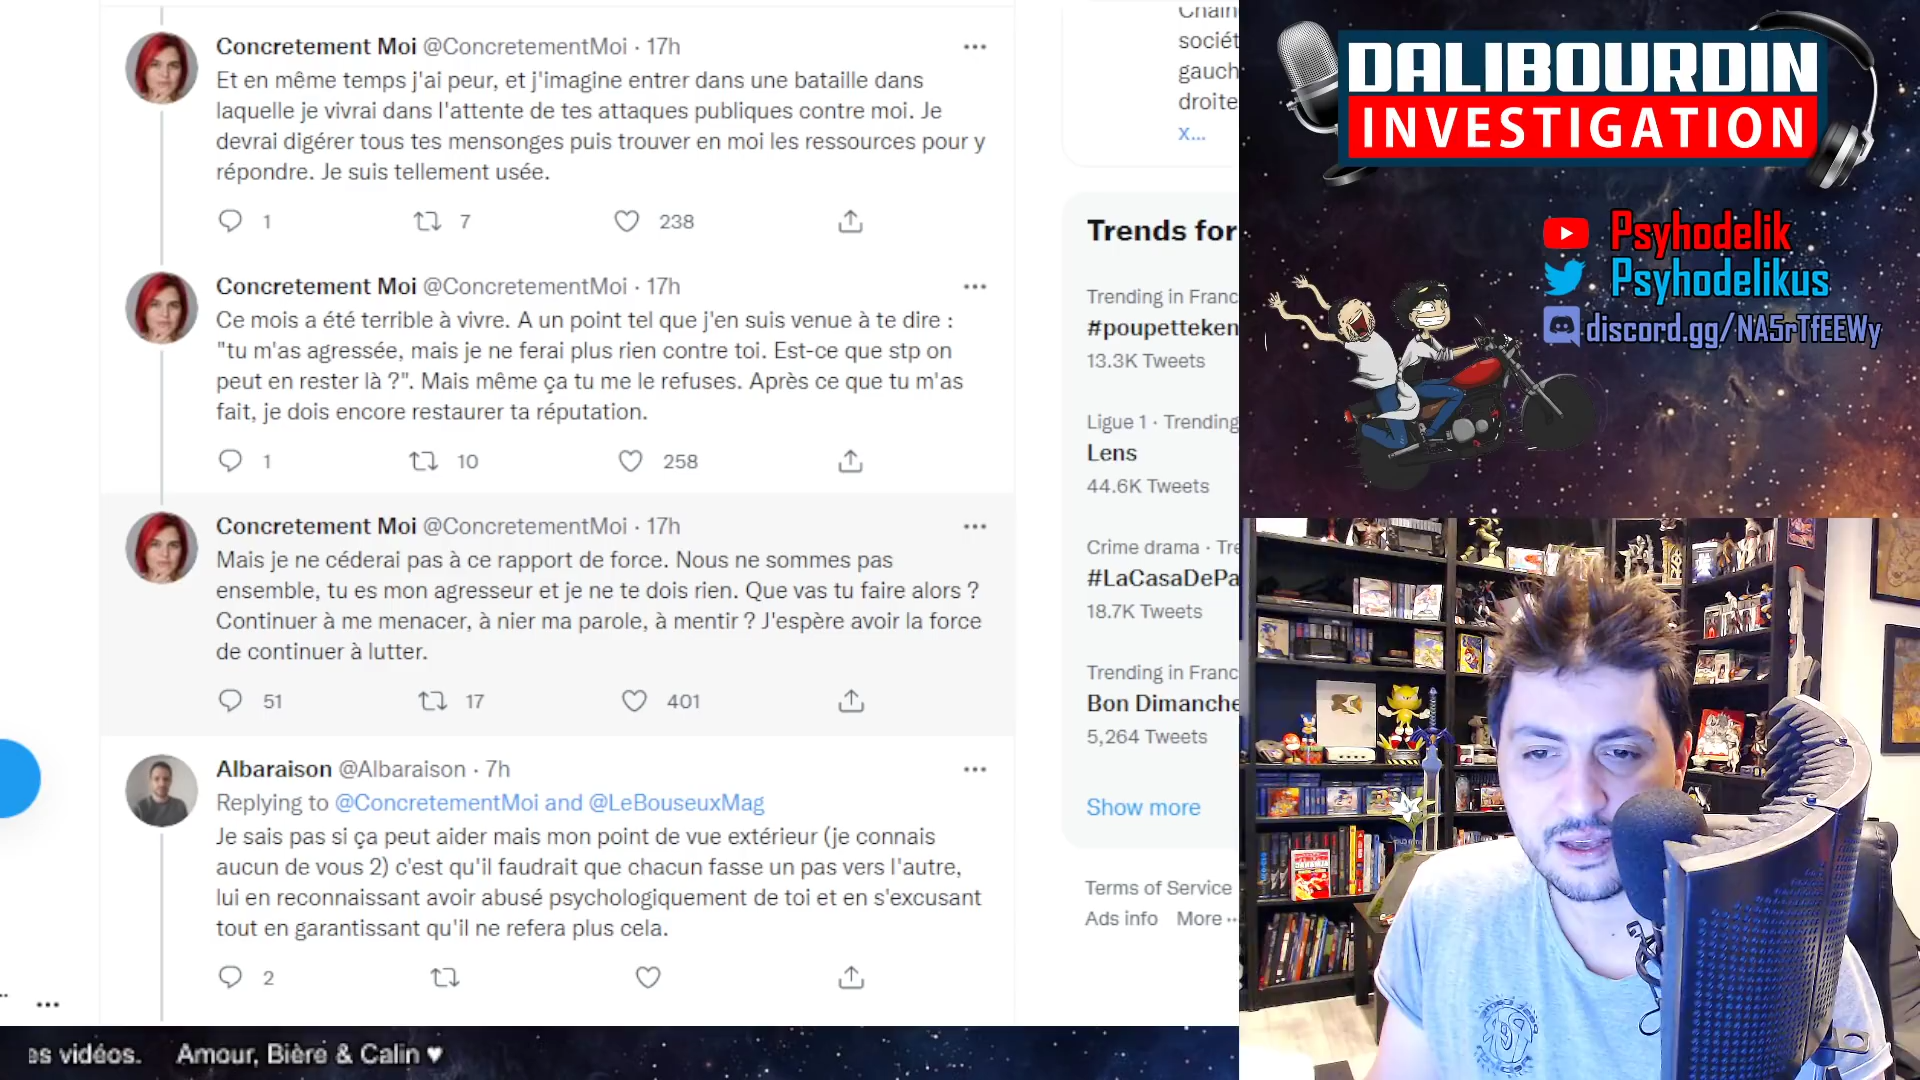 Concretement Moi @ConcretementMoi · 17h
Et en même temps j'ai peur, et j'imagine entrer dans une bataille dans
laquelle je vivrai dans l'attente de tes attaques publiques contre moi. Je
devrai digérer tous tes mensonges puis trouver en moi les ressources pour y
répondre. Je suis tellement usée.
1 7 238
Concretement Moi @ConcretementMoi · 17h
Ce mois a été terrible à vivre. A un point tel que j'en suis venue à te dire :
"tu m'as agressée, mais je ne ferai plus rien contre toi. Est-ce que stp on
peut en rester là ?". Mais même ça tu me le refuses. Après ce que tu m'as
fait, je dois encore restaurer ta réputation.
1 10 258
Concretement Moi @ConcretementMoi · 17h
Mais je ne céderai pas à ce rapport de force. Nous ne sommes pas
ensemble, tu es mon agresseur et je ne te dois rien. Que vas tu faire alors ?
Continuer à me menacer, à nier ma parole, à mentir ? J'espère avoir la force
de continuer à lutter.
51 17 401
Albaraison @Albaraison · 7h
Replying to @ConcretementMoi and @LeBouseuxMag
Je sais pas si ça peut aider mais mon point de vue extérieur (je connais
aucun de vous 2) c'est qu'il faudrait que chacun fasse un pas vers l'autre,
lui en reconnaissant avoir abusé psychologiquement de toi et en s'excusant
tout en garantissant qu'il ne refera plus cela.
2
Chaîn
sociét
gauch
droite
x...
Trends for
Trending in Franc
#poupetteken
13.3K Tweets
Ligue 1 · Trending
Lens
44.6K Tweets
Crime drama · Tre
#LaCasaDePa
18.7K Tweets
Trending in Franc
Bon Dimanche
5,264 Tweets
Show more
Terms of Service
Ads info More ··
DALIBOURDIN
INVESTIGATION
Psyhodelik
Psyhodelikus
discord.gg/NA5rTfEEWy
es vidéos. Amour, Bière & Calin ♥